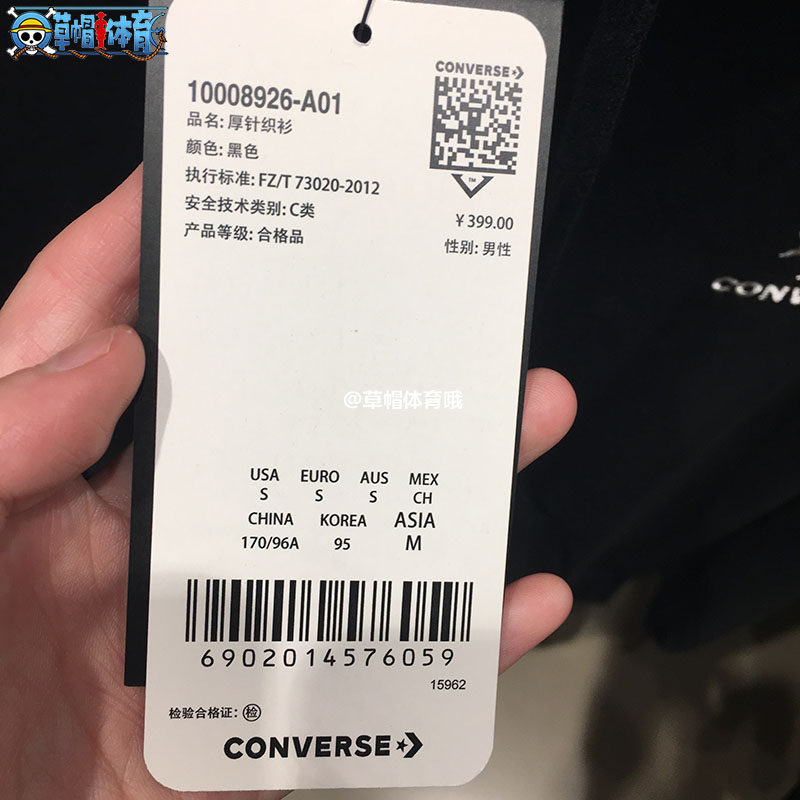 草帽体育
CONVERSE
10008926-A01
品名: 厚针织衫
颜色: 黑色
执行标准: FZ/T 73020-2012
安全技术类别: C类
产品等级: 合格品
TM
¥399.00
性别: 男性
CONV
@草帽体育哦
USA EURO AUS MEX
S S S CH
CHINA KOREA ASIA
170/96A 95 M
6902014576059
15962
检验合格证: 检
CONVERSE